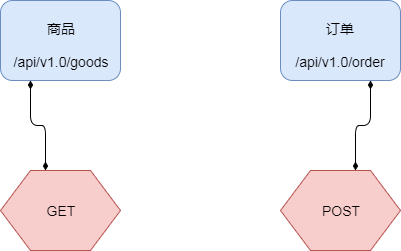 商品
/api/v1.0/goods
订单
/api/v1.0/order
GET
POST